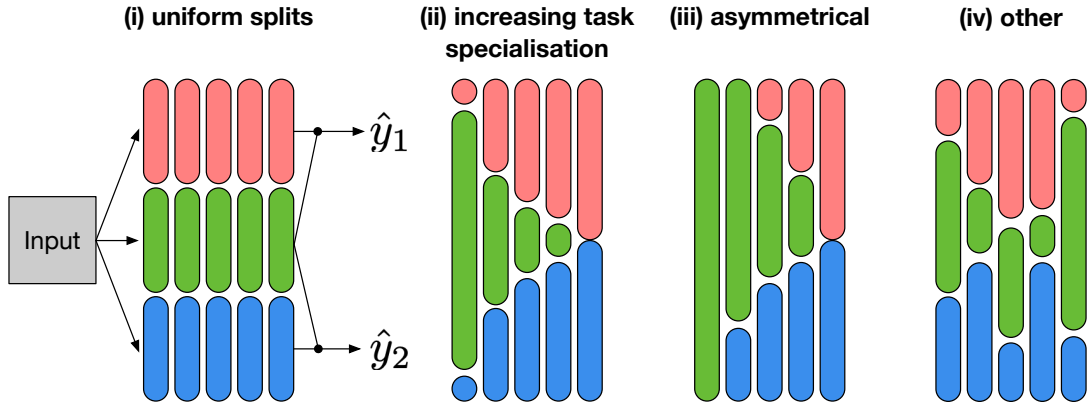 (i) uniform splits
(ii) increasing task
specialisation
(iii) asymmetrical
(iv) other
Input
ŷ₁
ŷ₂